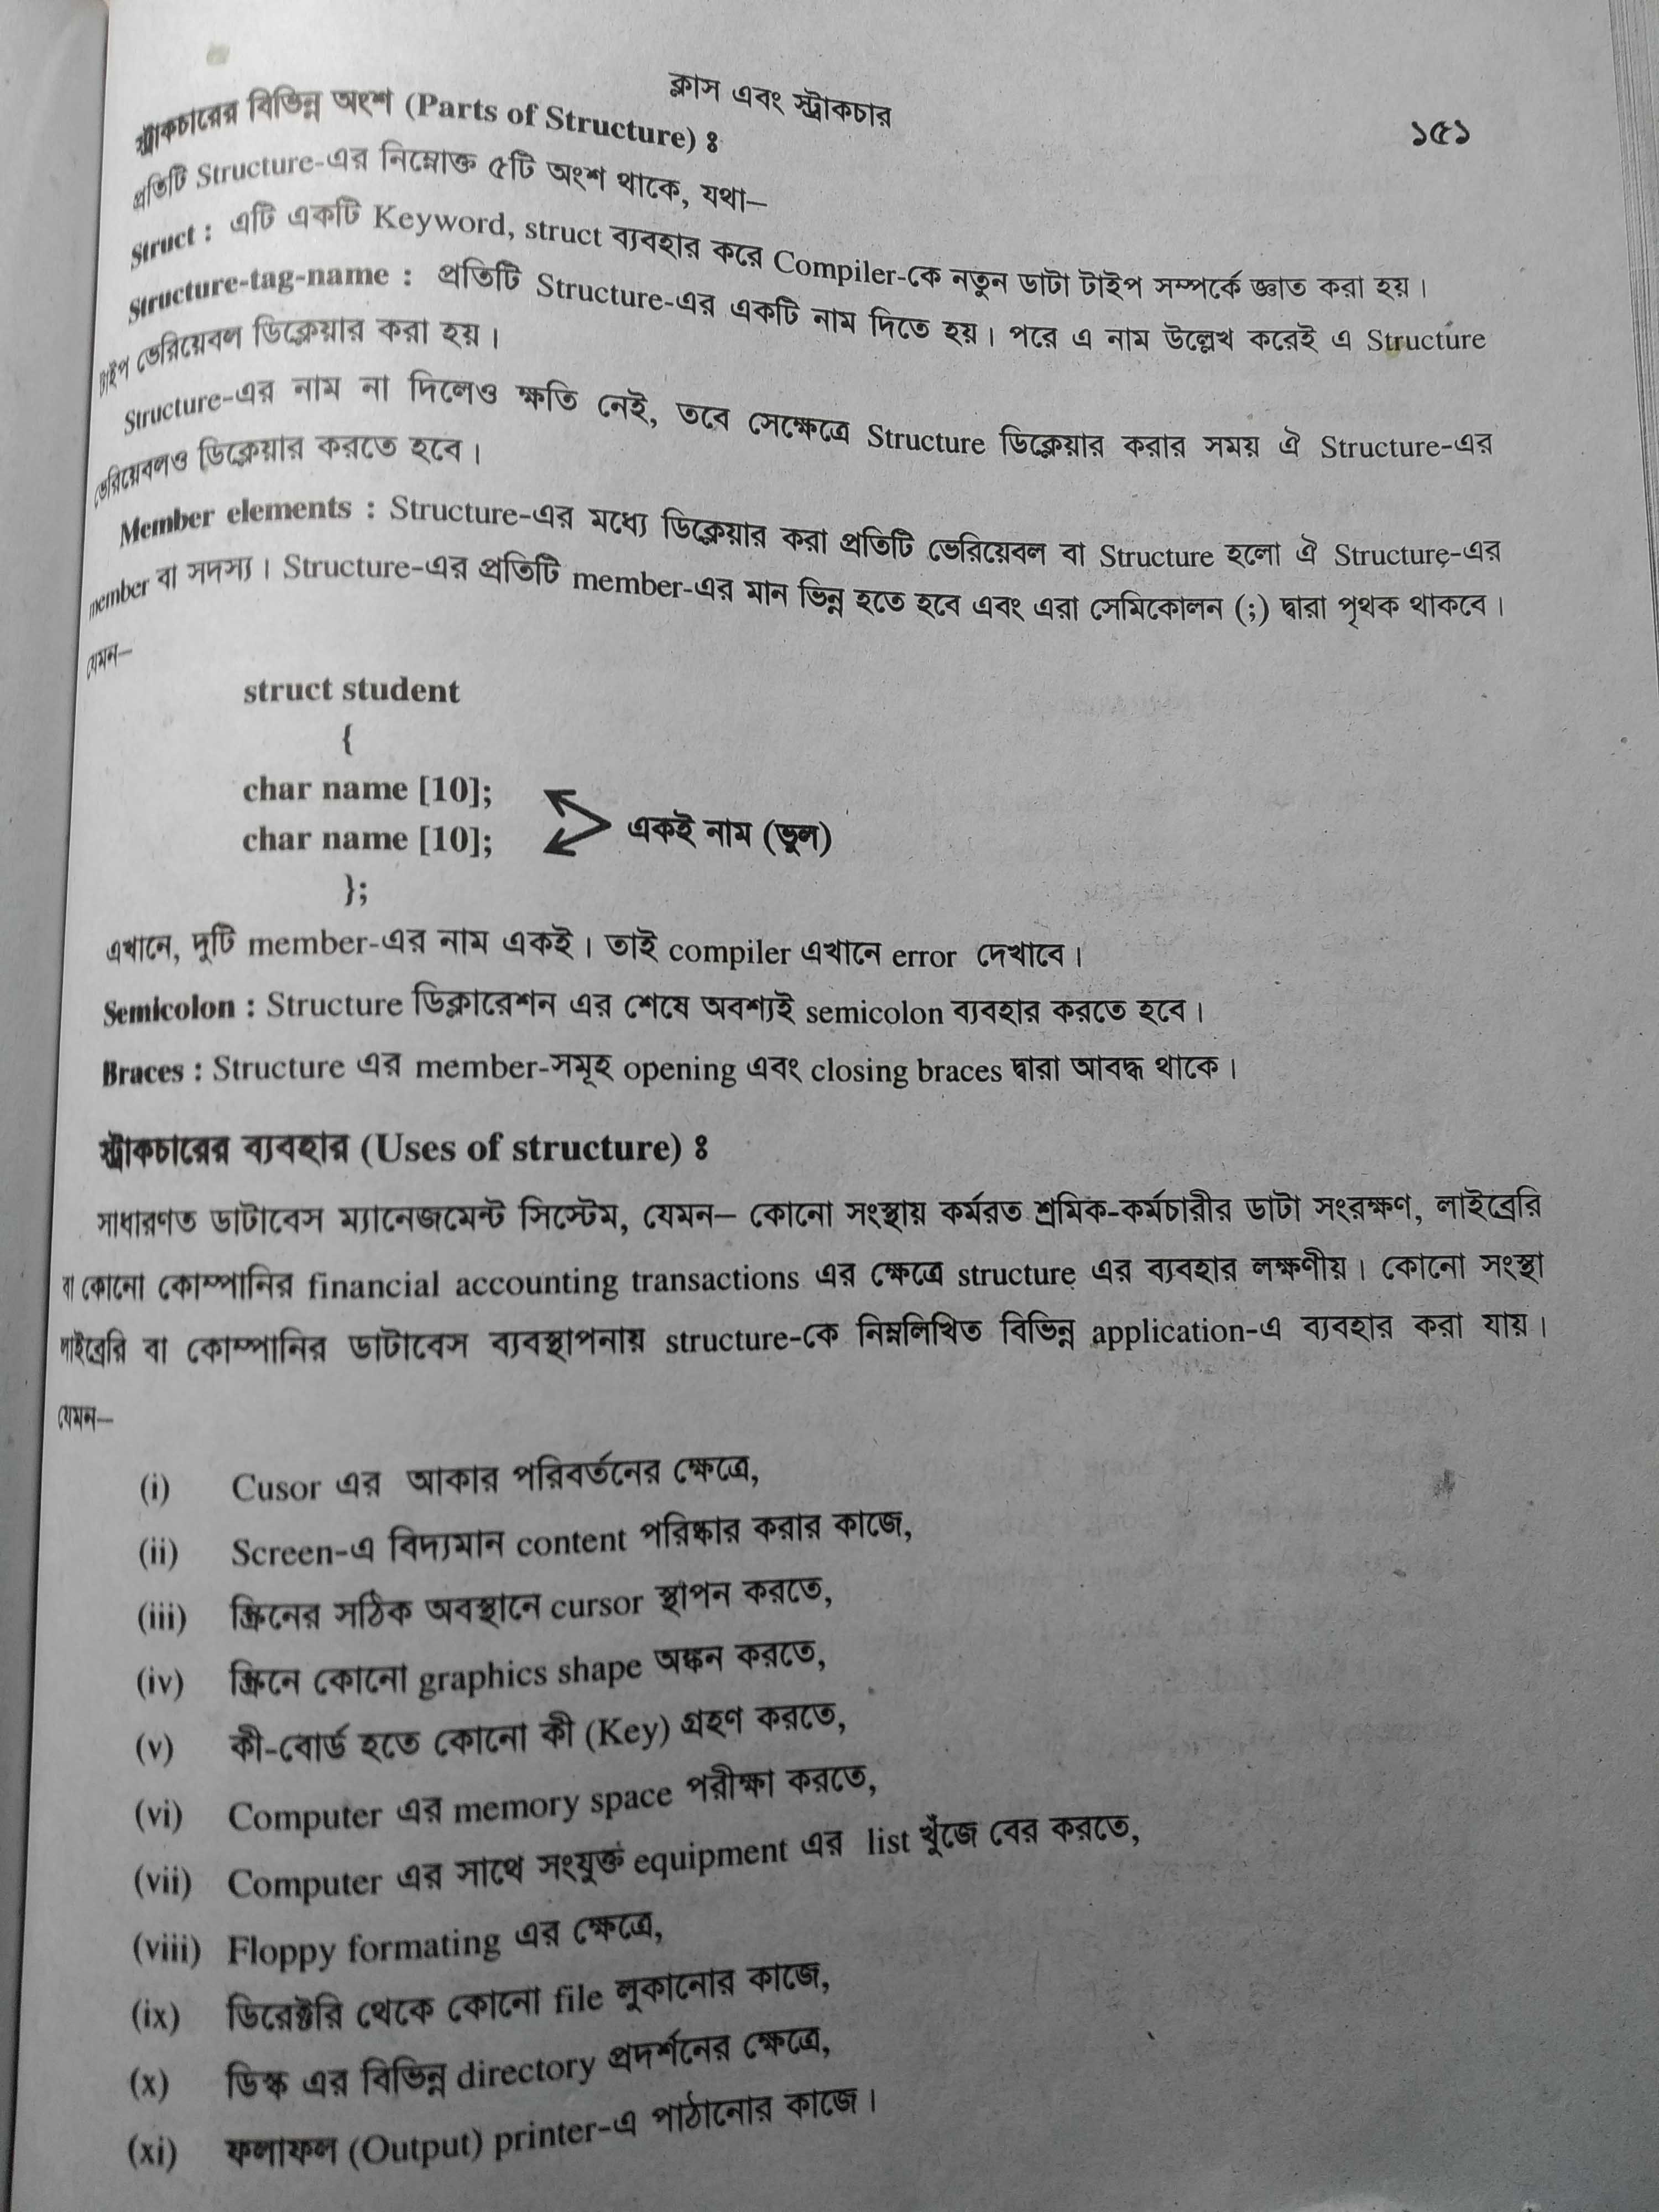 ক্লাস এবং স্ট্রাকচার
১৫১
স্ট্রাকচারের বিভিন্ন অংশ (Parts of Structure) ঃ
প্রতিটি Structure-এর নিম্নোক্ত ৫টি অংশ থাকে, যথা–
Struct : এটি একটি Keyword, struct ব্যবহার করে Compiler-কে নতুন ডাটা টাইপ সম্পর্কে জ্ঞাত করা হয়।
Structure-tag-name : প্রতিটি Structure-এর একটি নাম দিতে হয়। পরে এ নাম উল্লেখ করেই এ Structure
টাইপ ভেরিয়েবল ডিক্লেয়ার করা হয়।
Structure-এর নাম না দিলেও ক্ষতি নেই, তবে সেক্ষেত্রে Structure ডিক্লেয়ার করার সময় ঐ Structure-এর
ভেরিয়েবলও ডিক্লেয়ার করতে হবে।
Member elements : Structure-এর মধ্যে ডিক্লেয়ার করা প্রতিটি ভেরিয়েবল বা Structure হলো ঐ Structure-এর
member বা সদস্য। Structure-এর প্রতিটি member-এর মান ভিন্ন হতে হবে এবং এরা সেমিকোলন (;) দ্বারা পৃথক থাকবে।
যেমন–
struct student
{
char name [10];
char name [10];
একই নাম (ভুল)
};
এখানে, দুটি member-এর নাম একই। তাই compiler এখানে error দেখাবে।
Semicolon : Structure ডিক্লারেশন এর শেষে অবশ্যই semicolon ব্যবহার করতে হবে।
Braces : Structure এর member-সমূহ opening এবং closing braces দ্বারা আবদ্ধ থাকে।
স্ট্রাকচারের ব্যবহার (Uses of structure) ঃ
সাধারণত ডাটাবেস ম্যানেজমেন্ট সিস্টেম, যেমন– কোনো সংস্থায় কর্মরত শ্রমিক-কর্মচারীর ডাটা সংরক্ষণ, লাইব্রেরি
বা কোনো কোম্পানির financial accounting transactions এর ক্ষেত্রে structure এর ব্যবহার লক্ষণীয়। কোনো সংস্থা
লাইব্রেরি বা কোম্পানির ডাটাবেস ব্যবস্থাপনায় structure-কে নিম্নলিখিত বিভিন্ন application-এ ব্যবহার করা যায়।
যেমন–
(i) Cusor এর আকার পরিবর্তনের ক্ষেত্রে,
(ii) Screen-এ বিদ্যমান content পরিষ্কার করার কাজে,
(iii) স্ক্রিনের সঠিক অবস্থানে cursor স্থাপন করতে,
(iv) স্ক্রিনে কোনো graphics shape অঙ্কন করতে,
(v) কী-বোর্ড হতে কোনো কী (Key) গ্রহণ করতে,
(vi) Computer এর memory space পরীক্ষা করতে,
(vii) Computer এর সাথে সংযুক্ত equipment এর list খুঁজে বের করতে,
(viii) Floppy formating এর ক্ষেত্রে,
(ix) ডিরেক্টরি থেকে কোনো file লুকানোর কাজে,
(x) ডিস্ক এর বিভিন্ন directory প্রদর্শনের ক্ষেত্রে,
(xi) ফলাফল (Output) printer-এ পাঠানোর কাজে।